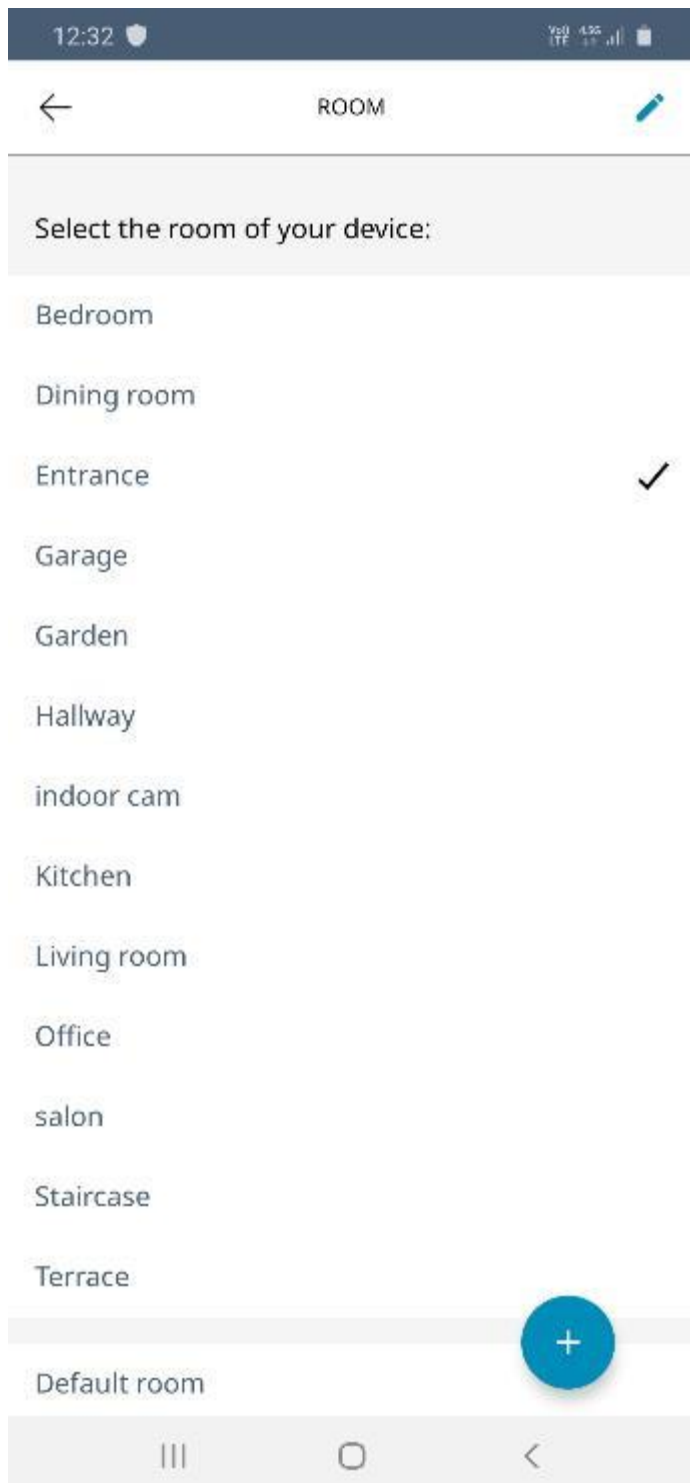 12:32
ROOM
Select the room of your device:
Bedroom
Dining room
Entrance
Garage
Garden
Hallway
indoor cam
Kitchen
Living room
Office
salon
Staircase
Terrace
+
Default room